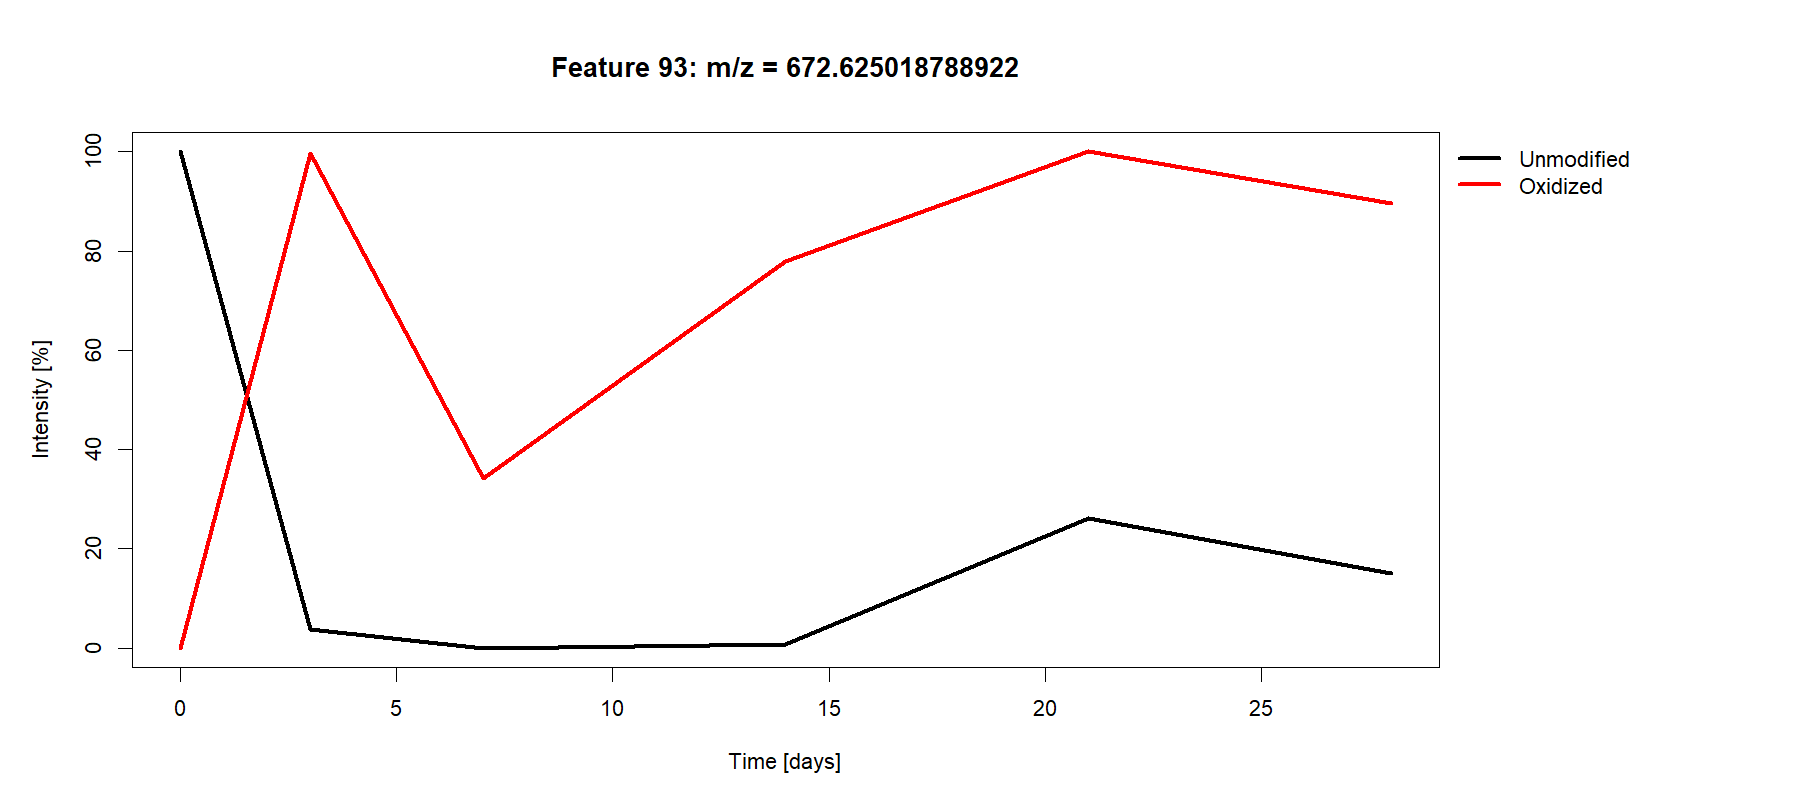 Feature 93: m/z = 672.625018788922
Unmodified
Oxidized
Intensity [%]
100
80
60
40
20
0
0 5 10 15 20 25
Time [days]